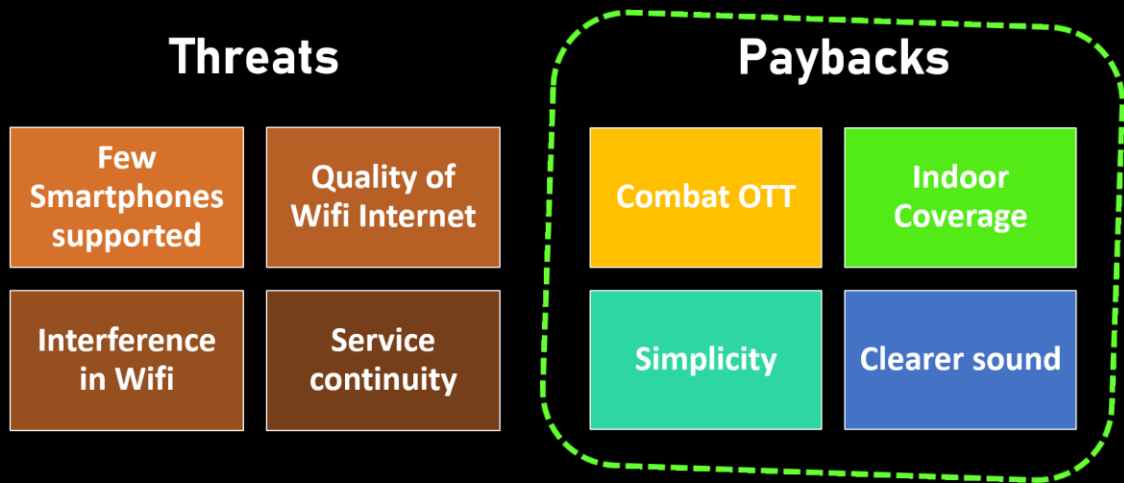 Threats
Few
Smartphones
supported
Quality of
Wifi Internet
Interference
in Wifi
Service
continuity
Paybacks
Combat OTT
Indoor
Coverage
Simplicity
Clearer sound